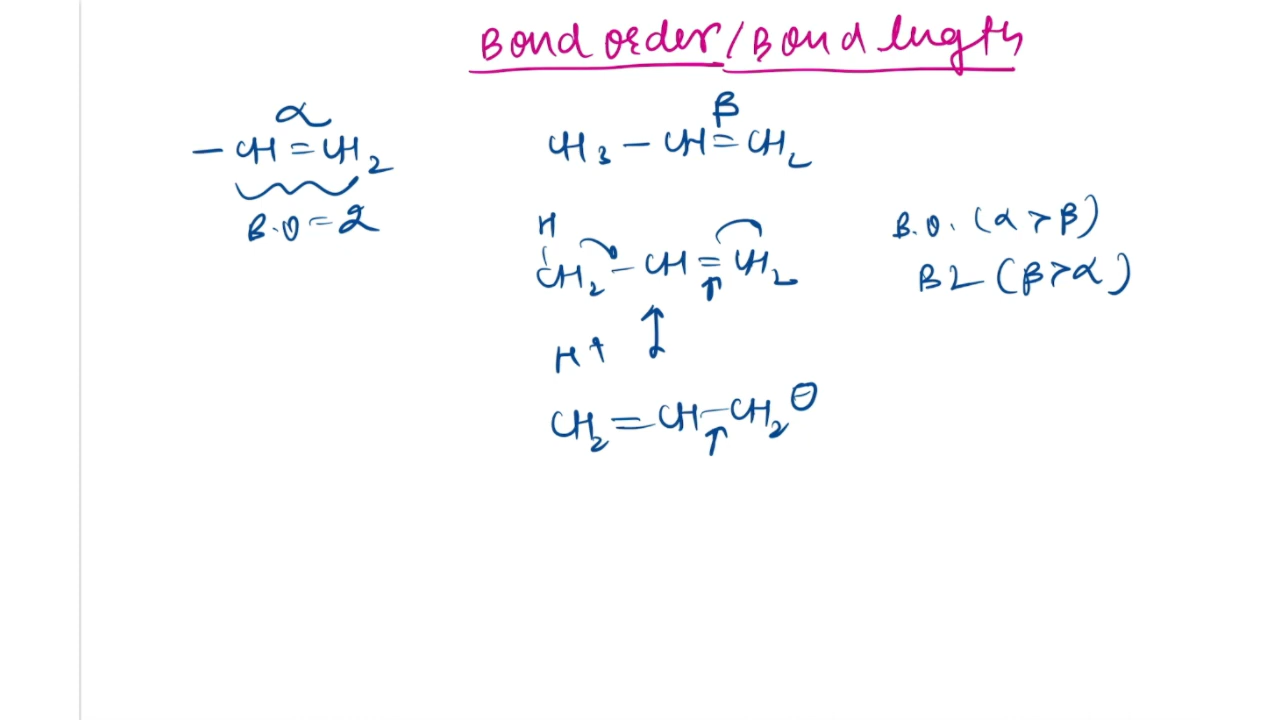 Bond order/Bond length
α
– CH = CH2
B.O = 2
β
CH3 – CH = CH2
H
CH2 – CH = CH2
↑
B.O. (α > β)
BL (β > α)
H+ ↕
CH2 = CH – CH2 ⊖
↑